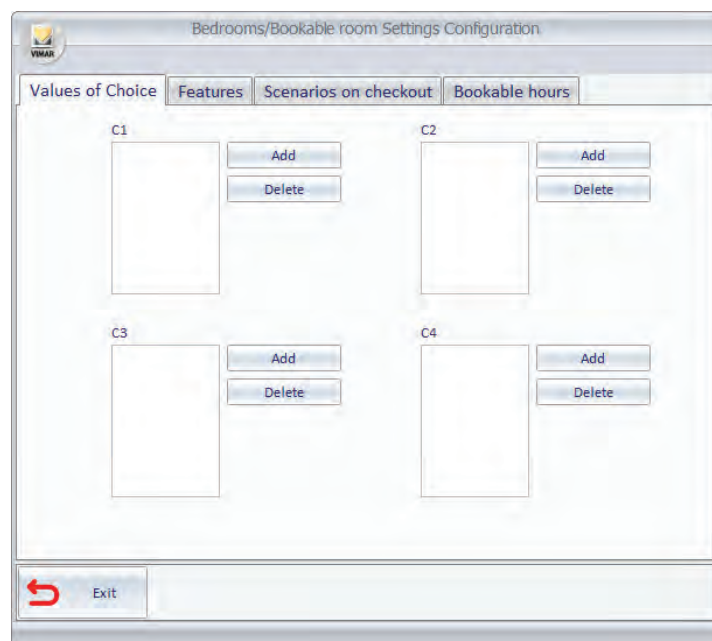 Bedrooms/Bookable room Settings Configuration
VIMAR
Values of Choice Features Scenarios on checkout Bookable hours
C1 C2
Add Add
Delete Delete
C3 C4
Add Add
Delete Delete
Exit